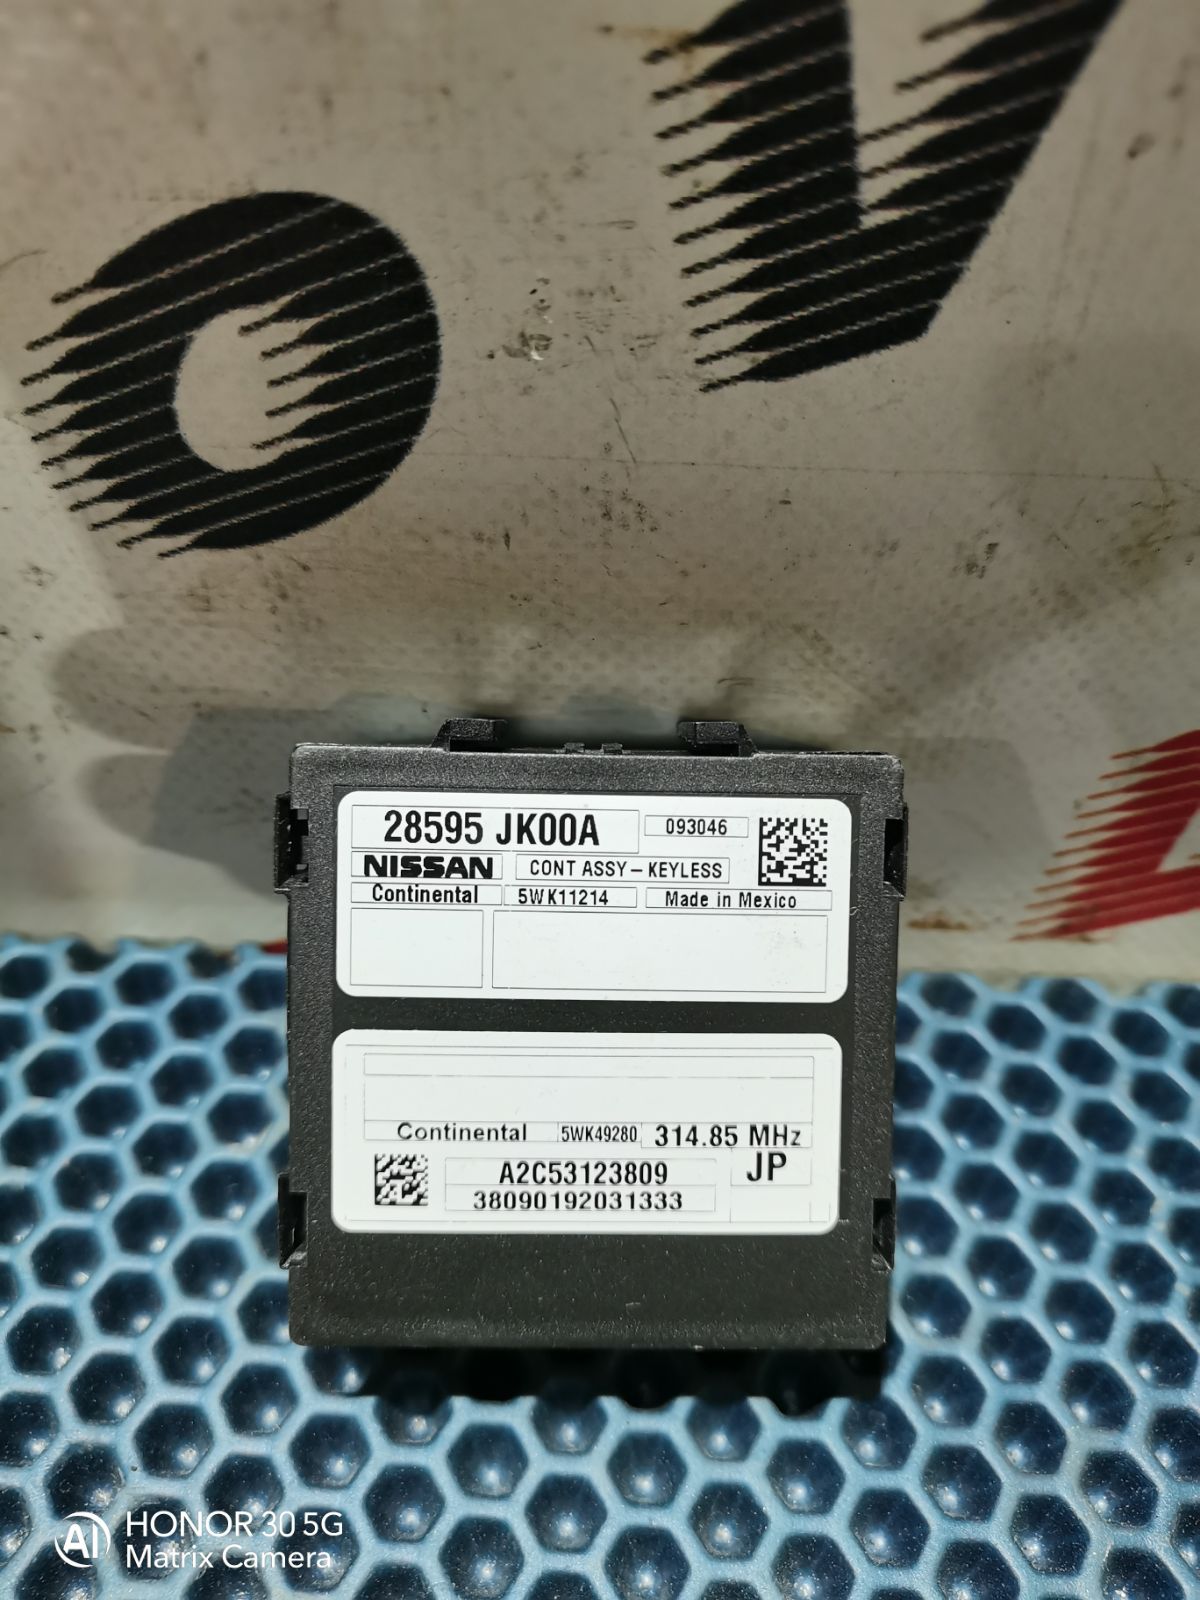 28595 JK00A
093046
NISSAN
CONT ASSY – KEYLESS
Continental
5WK11214
Made in Mexico
Continental
5WK49280
314.85 MHz
A2C53123809
JP
38090192031333
AI HONOR 30 5G
Matrix Camera